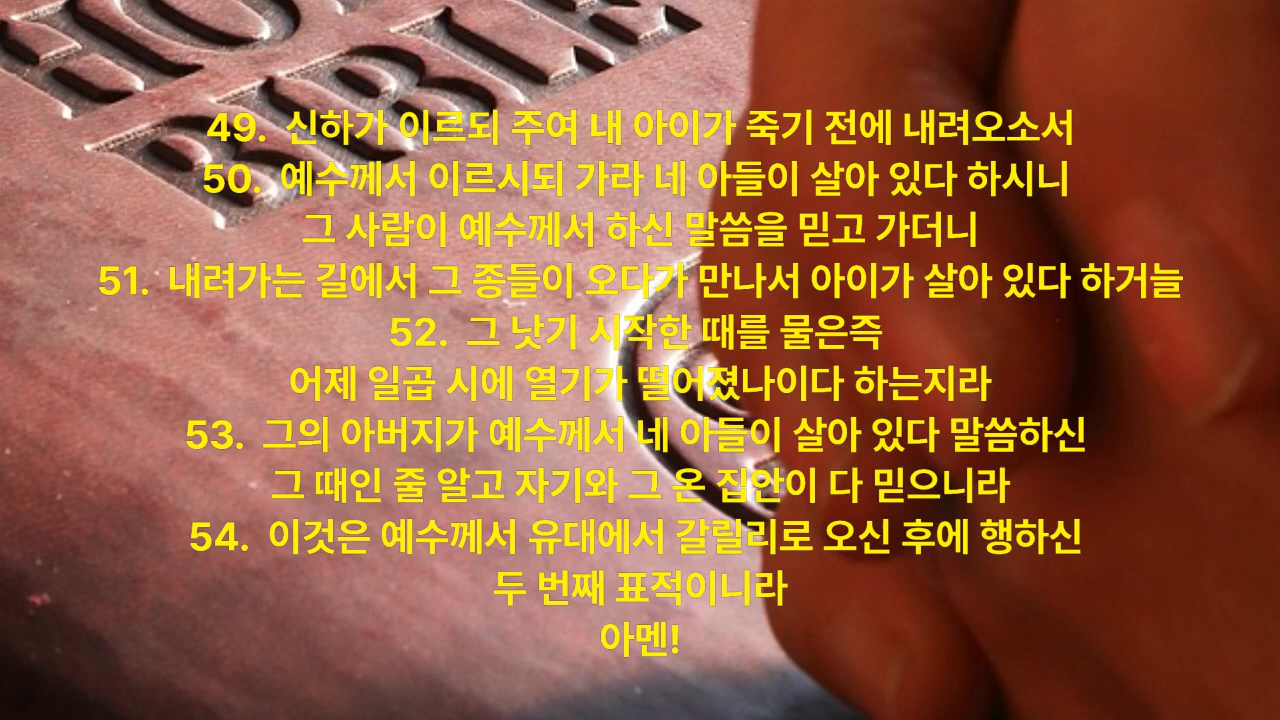 HO
BIBLE
49. 신하가 이르되 주여 내 아이가 죽기 전에 내려오소서
50. 예수께서 이르시되 가라 네 아들이 살아 있다 하시니
그 사람이 예수께서 하신 말씀을 믿고 가더니
51. 내려가는 길에서 그 종들이 오다가 만나서 아이가 살아 있다 하거늘
52. 그 낫기 시작한 때를 물은즉
어제 일곱 시에 열기가 떨어졌나이다 하는지라
53. 그의 아버지가 예수께서 네 아들이 살아 있다 말씀하신
그 때인 줄 알고 자기와 그 온 집안이 다 믿으니라
54. 이것은 예수께서 유대에서 갈릴리로 오신 후에 행하신
두 번째 표적이니라
아멘!